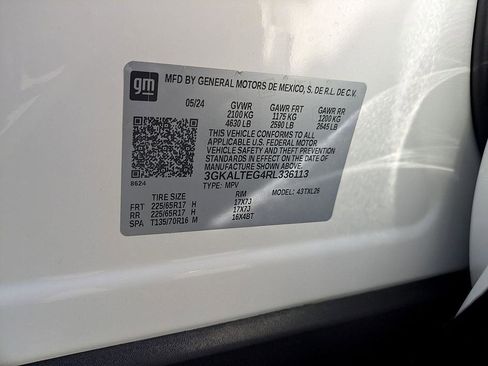 gm
MFD BY GENERAL MOTORS DE MEXICO, S. DE R.L. DE C.V.
05/24 GVWR GAWR FRT GAWR RR
2100 KG 1175 KG 1200 KG
4630 LB 2590 LB 2645 LB
THIS VEHICLE CONFORMS TO ALL
APPLICABLE U.S. FEDERAL MOTOR
VEHICLE SAFETY STANDARDS IN
EFFECT ON THE DATE OF
MANUFACTURE SHOWN ABOVE.
3GKALTEG4RL336113
8624 TYPE: MPV MODEL: 43TXL26
TIRE SIZE RIM
FRT 225/65R17 H 17X7J
RR 225/65R17 H 17X7J
SPA T135/70R16 M 16X4BT